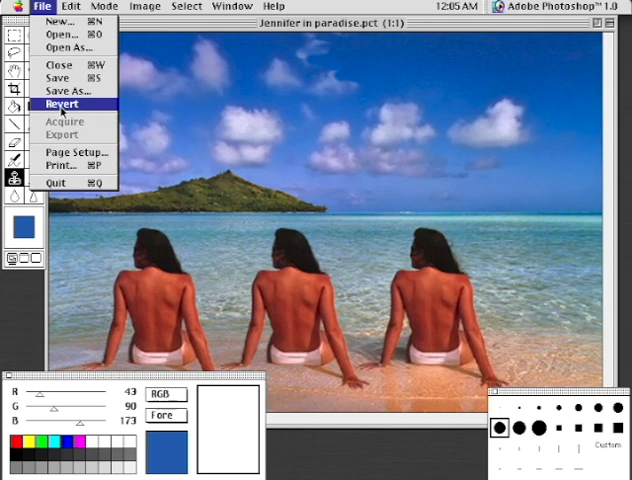 File Edit Mode Image Select Window Help 12:05 AM Adobe Photoshop™ 1.0
Jennifer in paradise.pct (1:1)
New... ⌘N
Open... ⌘O
Open As...
Close ⌘W
Save ⌘S
Save As...
Revert
Acquire
Export
Page Setup...
Print... ⌘P
Quit ⌘Q
R 43
G 90
B 173
RGB
Fore
Custom